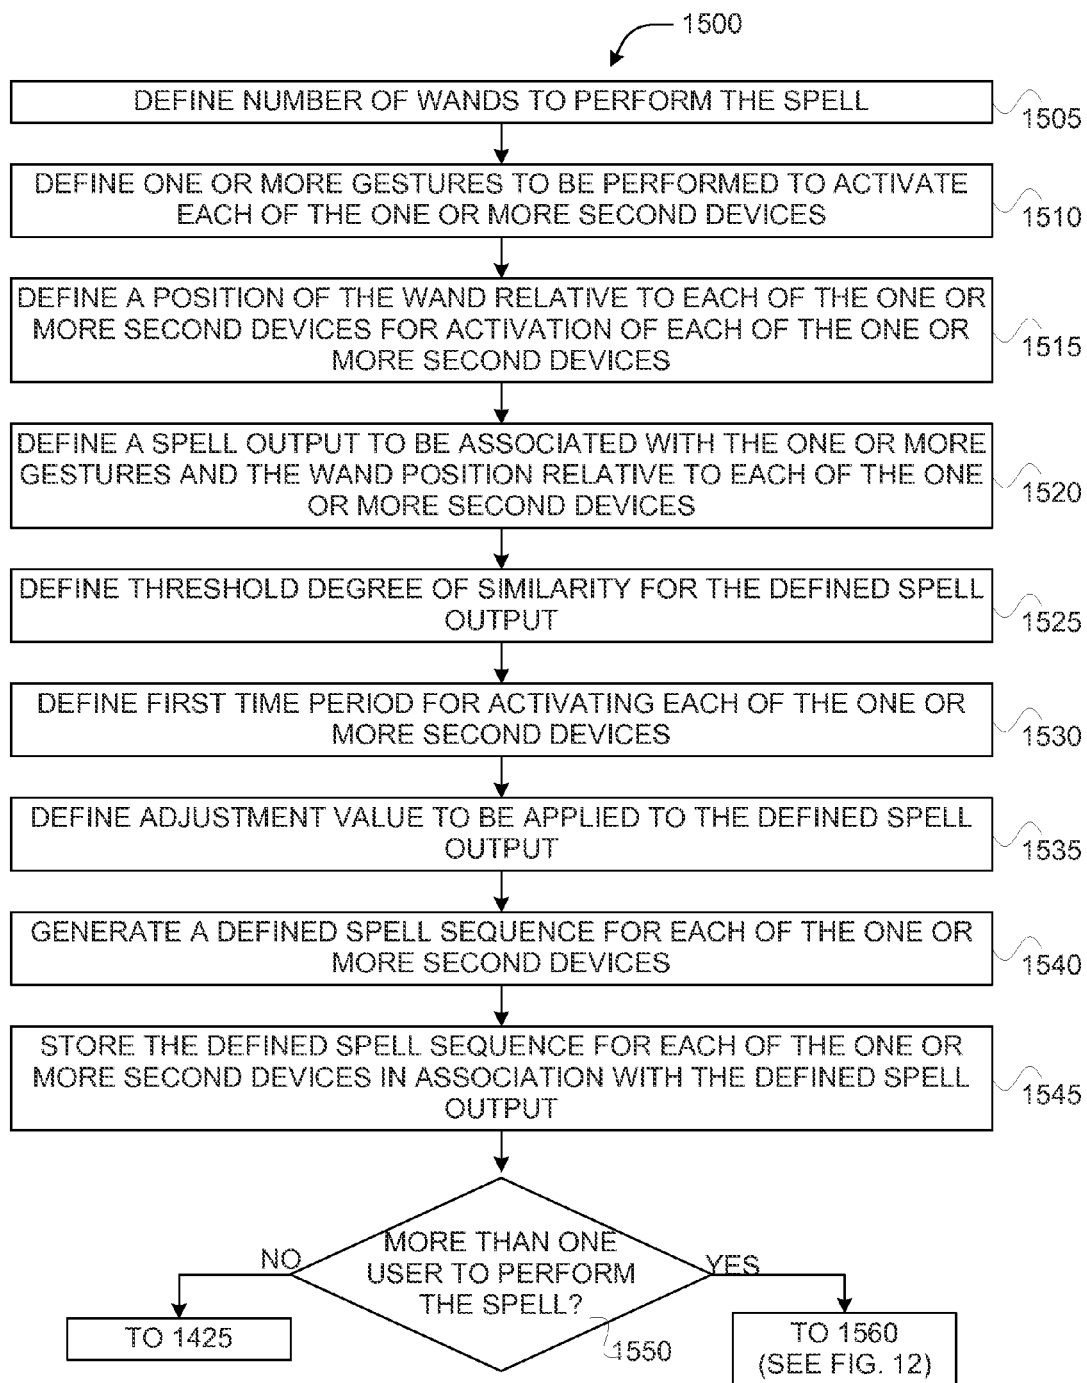 1500
DEFINE NUMBER OF WANDS TO PERFORM THE SPELL
1505
DEFINE ONE OR MORE GESTURES TO BE PERFORMED TO ACTIVATE
EACH OF THE ONE OR MORE SECOND DEVICES
1510
DEFINE A POSITION OF THE WAND RELATIVE TO EACH OF THE ONE OR
MORE SECOND DEVICES FOR ACTIVATION OF EACH OF THE ONE OR
MORE SECOND DEVICES
1515
DEFINE A SPELL OUTPUT TO BE ASSOCIATED WITH THE ONE OR MORE
GESTURES AND THE WAND POSITION RELATIVE TO EACH OF THE ONE
OR MORE SECOND DEVICES
1520
DEFINE THRESHOLD DEGREE OF SIMILARITY FOR THE DEFINED SPELL
OUTPUT
1525
DEFINE FIRST TIME PERIOD FOR ACTIVATING EACH OF THE ONE OR
MORE SECOND DEVICES
1530
DEFINE ADJUSTMENT VALUE TO BE APPLIED TO THE DEFINED SPELL
OUTPUT
1535
GENERATE A DEFINED SPELL SEQUENCE FOR EACH OF THE ONE OR
MORE SECOND DEVICES
1540
STORE THE DEFINED SPELL SEQUENCE FOR EACH OF THE ONE OR
MORE SECOND DEVICES IN ASSOCIATION WITH THE DEFINED SPELL
OUTPUT
1545
MORE THAN ONE
USER TO PERFORM
THE SPELL?
1550
NO
YES
TO 1425
TO 1560
(SEE FIG. 12)